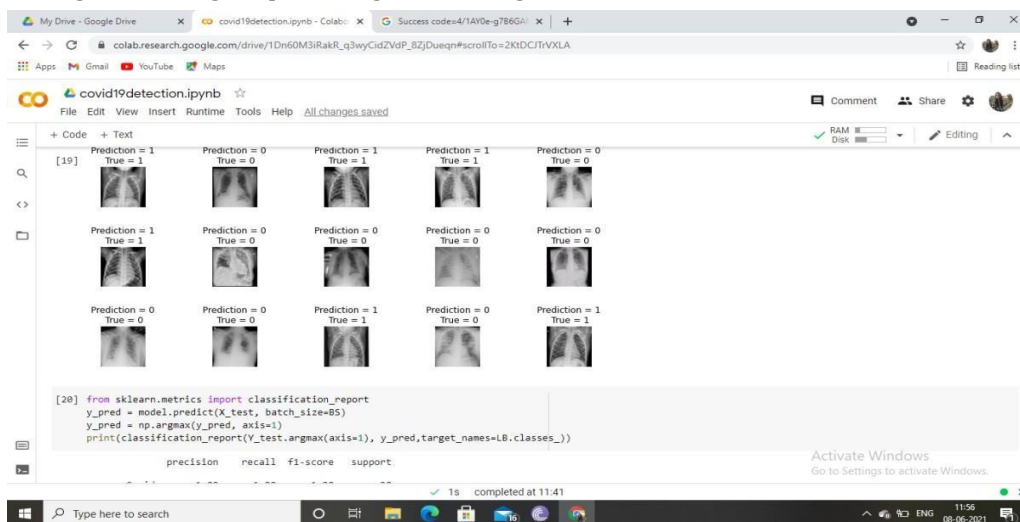 My Drive - Google Drive
covid19detection.ipynb - Colabo
Success code=4/1AY0e-g7B6GA
colab.research.google.com/drive/1Dn60M3iRakR_q3wyCidZVdP_8ZjDueqn#scrollTo=2KtDCJTrVXLA
Apps Gmail YouTube Maps Reading list
CO covid19detection.ipynb
Comment Share
File Edit View Insert Runtime Tools Help All changes saved
+ Code + Text RAM Disk Editing
[19] Prediction = 1 Prediction = 0 Prediction = 1 Prediction = 1 Prediction = 0
True = 1 True = 0 True = 1 True = 1 True = 0
Prediction = 1 Prediction = 0 Prediction = 0 Prediction = 0 Prediction = 0
True = 1 True = 0 True = 0 True = 0 True = 0
Prediction = 0 Prediction = 0 Prediction = 1 Prediction = 0 Prediction = 1
True = 0 True = 0 True = 1 True = 0 True = 1
[20] from sklearn.metrics import classification_report
y_pred = model.predict(X_test, batch_size=BS)
y_pred = np.argmax(y_pred, axis=1)
print(classification_report(Y_test.argmax(axis=1), y_pred,target_names=LB.classes_))
precision recall f1-score support
Activate Windows
Go to Settings to activate Windows.
1s completed at 11:41
Type here to search
16
ENG
11:56
08-06-2021